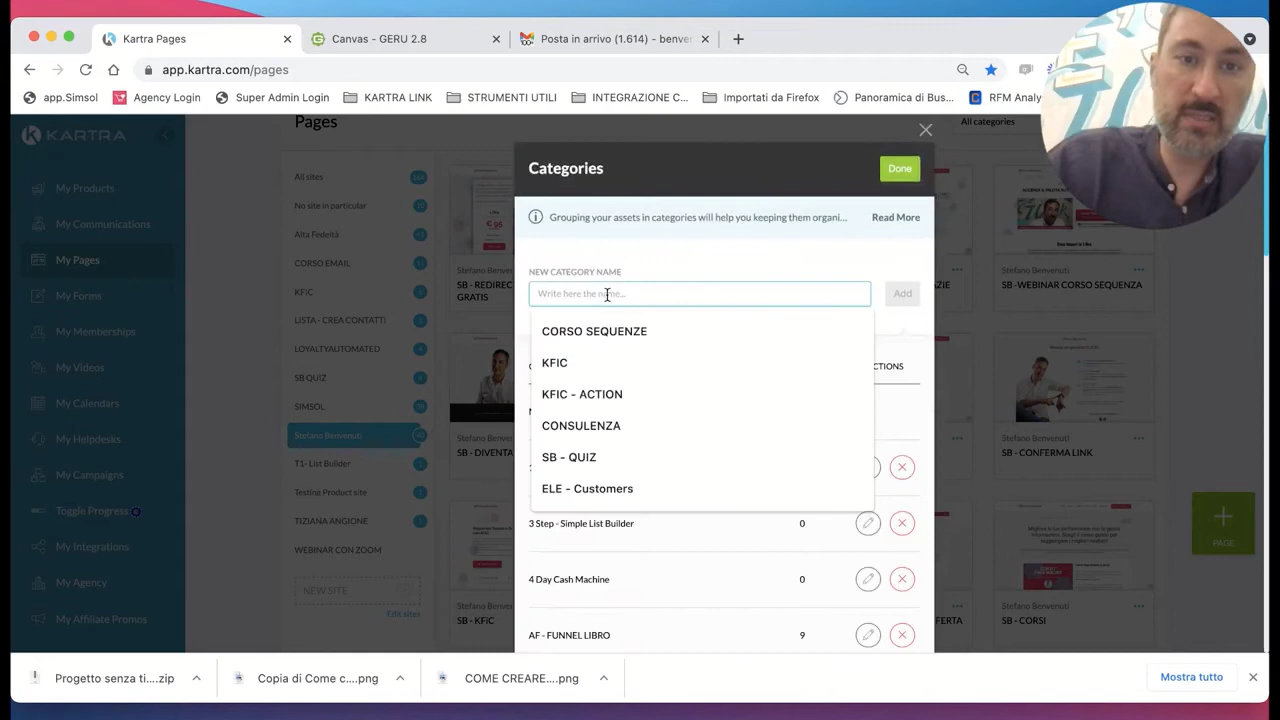 Kartra Pages
Canvas - GERU 2.8
Posta in arrivo (1.614) - benve
app.kartra.com/pages
app.Simsol
Agency Login
Super Admin Login
KARTRA LINK
STRUMENTI UTILI
INTEGRAZIONE C...
Importati da Firefox
Panoramica di Bus...
RFM Analy
KARTRA
My Products
My Communications
My Pages
My Forms
My Memberships
My Videos
My Calendars
My Helpdesks
My Campaigns
Toggle Progress
My Integrations
My Agency
My Affiliate Promos
Pages
All categories
All sites
No site in particular
Alta Fedeltà
CORSO EMAIL
KFiC
LISTA - CREA CONTATTI
LOYALTYAUTOMATED
SB QUIZ
SIMSOL
Stefano Benvenuti
T1- List Builder
Testing Product site
TIZIANA ANGIONE
WEBINAR CON ZOOM
NEW SITE
Edit sites
Stefano Benvenuti
SB - REDIREC
GRATIS
SB - DIVENTA
Stefano Benvenuti
SB - KFiC
Categories
Done
Grouping your assets in categories will help you keeping them organi...
Read More
NEW CATEGORY NAME
Write here the name...
Add
CORSO SEQUENZE
KFIC
KFIC - ACTION
CONSULENZA
SB - QUIZ
ELE - Customers
CTIONS
3 Step - Simple List Builder
0
4 Day Cash Machine
0
AF - FUNNEL LIBRO
9
AZIE
FERTA
Stefano Benvenuti
SB -WEBINAR CORSO SEQUENZA
Stefano Benvenuti
SB - CONFERMA LINK
Stefano Benvenuti
SB - CORSI
PAGE
Progetto senza ti....zip
Copia di Come c....png
COME CREARE....png
Mostra tutto